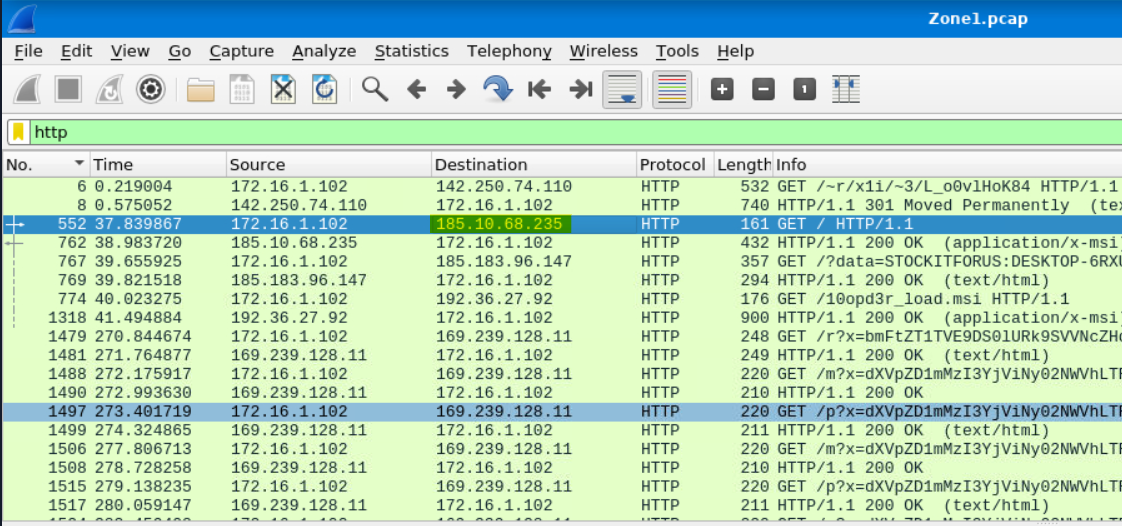 Zone1.pcap
File Edit View Go Capture Analyze Statistics Telephony Wireless Tools Help
http
No. Time Source Destination Protocol Length Info
6 0.219004 172.16.1.102 142.250.74.110 HTTP 532 GET /~r/x1i/~3/L_o0vlHoK84 HTTP/1.1
8 0.575052 142.250.74.110 172.16.1.102 HTTP 740 HTTP/1.1 301 Moved Permanently (te
552 37.839867 172.16.1.102 185.10.68.235 HTTP 161 GET / HTTP/1.1
762 38.983720 185.10.68.235 172.16.1.102 HTTP 432 HTTP/1.1 200 OK (application/x-msi
767 39.655925 172.16.1.102 185.183.96.147 HTTP 357 GET /?data=STOCKITFORUS:DESKTOP-6RXU
769 39.821518 185.183.96.147 172.16.1.102 HTTP 294 HTTP/1.1 200 OK (text/html)
774 40.023275 172.16.1.102 192.36.27.92 HTTP 176 GET /10opd3r_load.msi HTTP/1.1
1318 41.494884 192.36.27.92 172.16.1.102 HTTP 900 HTTP/1.1 200 OK (application/x-msi
1479 270.844674 172.16.1.102 169.239.128.11 HTTP 248 GET /r?x=bmFtZT1TVE9DS0lURk9SVVNcZH
1481 271.764877 169.239.128.11 172.16.1.102 HTTP 249 HTTP/1.1 200 OK (text/html)
1488 272.175917 172.16.1.102 169.239.128.11 HTTP 220 GET /m?x=dXVpZD1mMzI3YjViNy02NWVhLT
1490 272.993630 169.239.128.11 172.16.1.102 HTTP 210 HTTP/1.1 200 OK
1497 273.401719 172.16.1.102 169.239.128.11 HTTP 220 GET /p?x=dXVpZD1mMzI3YjViNy02NWVhLT
1499 274.324865 169.239.128.11 172.16.1.102 HTTP 211 HTTP/1.1 200 OK (text/html)
1506 277.806713 172.16.1.102 169.239.128.11 HTTP 220 GET /m?x=dXVpZD1mMzI3YjViNy02NWVhLT
1508 278.728258 169.239.128.11 172.16.1.102 HTTP 210 HTTP/1.1 200 OK
1515 279.138235 172.16.1.102 169.239.128.11 HTTP 220 GET /p?x=dXVpZD1mMzI3YjViNy02NWVhLT
1517 280.059147 169.239.128.11 172.16.1.102 HTTP 211 HTTP/1.1 200 OK (text/html)